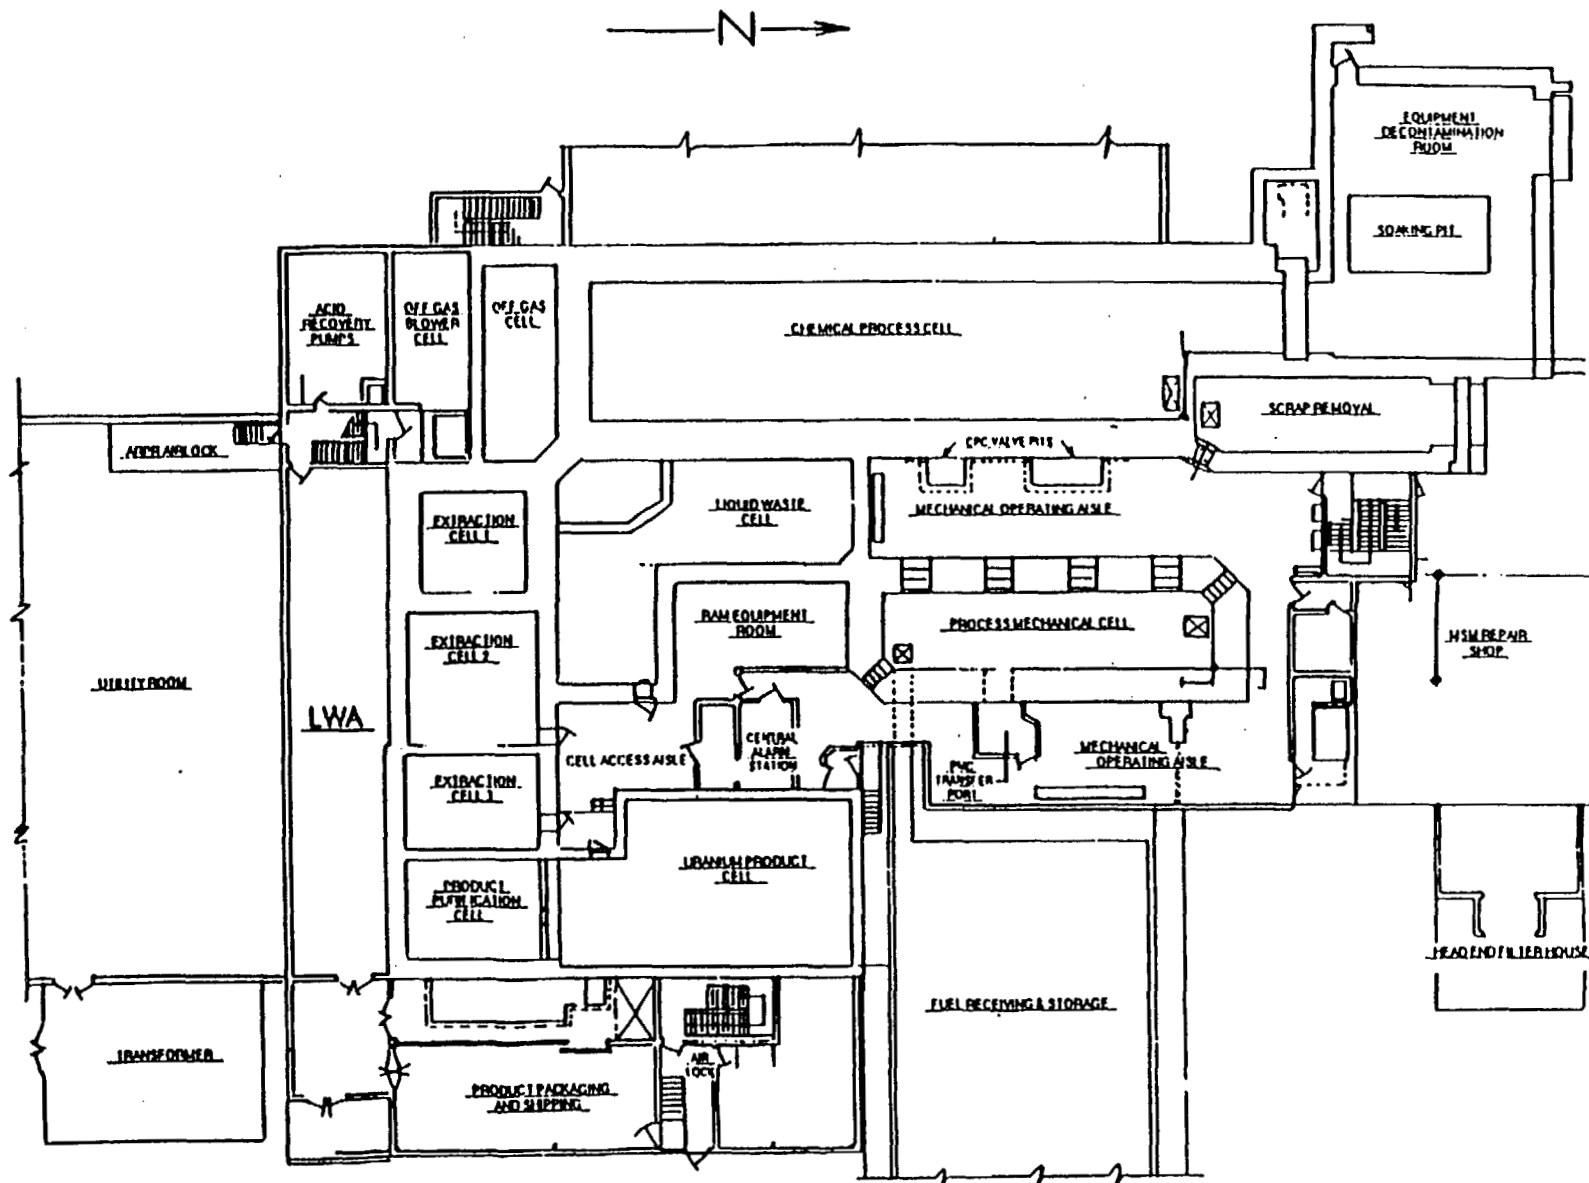 N
EQUIPMENT
DECONTAMINATION
ROOM
SOAKING PIT
ACID
RECOVERY
PUMPS
OFF GAS
BLOWER
CELL
OFF GAS
CELL
CHEMICAL PROCESS CELL
SCRAP REMOVAL
LOCK
CPC VALVE PITS
EXTRACTION
CELL 1
LIQUID WASTE
CELL
MECHANICAL OPERATING AISLE
EXTRACTION
CELL 2
RAM EQUIPMENT
ROOM
PROCESS MECHANICAL CELL
MSM REPAIR
SHOP
UTILITY ROOM
LWA
CELL ACCESS AISLE
CENTRAL
ALARM
STATION
MECHANICAL
OPERATING AISLE
EXTRACTION
CELL 3
TRANSFER
PORT
URANIUM PRODUCT
CELL
PRODUCT
PURIFICATION
CELL
HEAD END FILTER HOUSE
FUEL RECEIVING & STORAGE
TRANSFORMER
AIR
LOCK
PRODUCT PACKAGING
AND SHIPPING